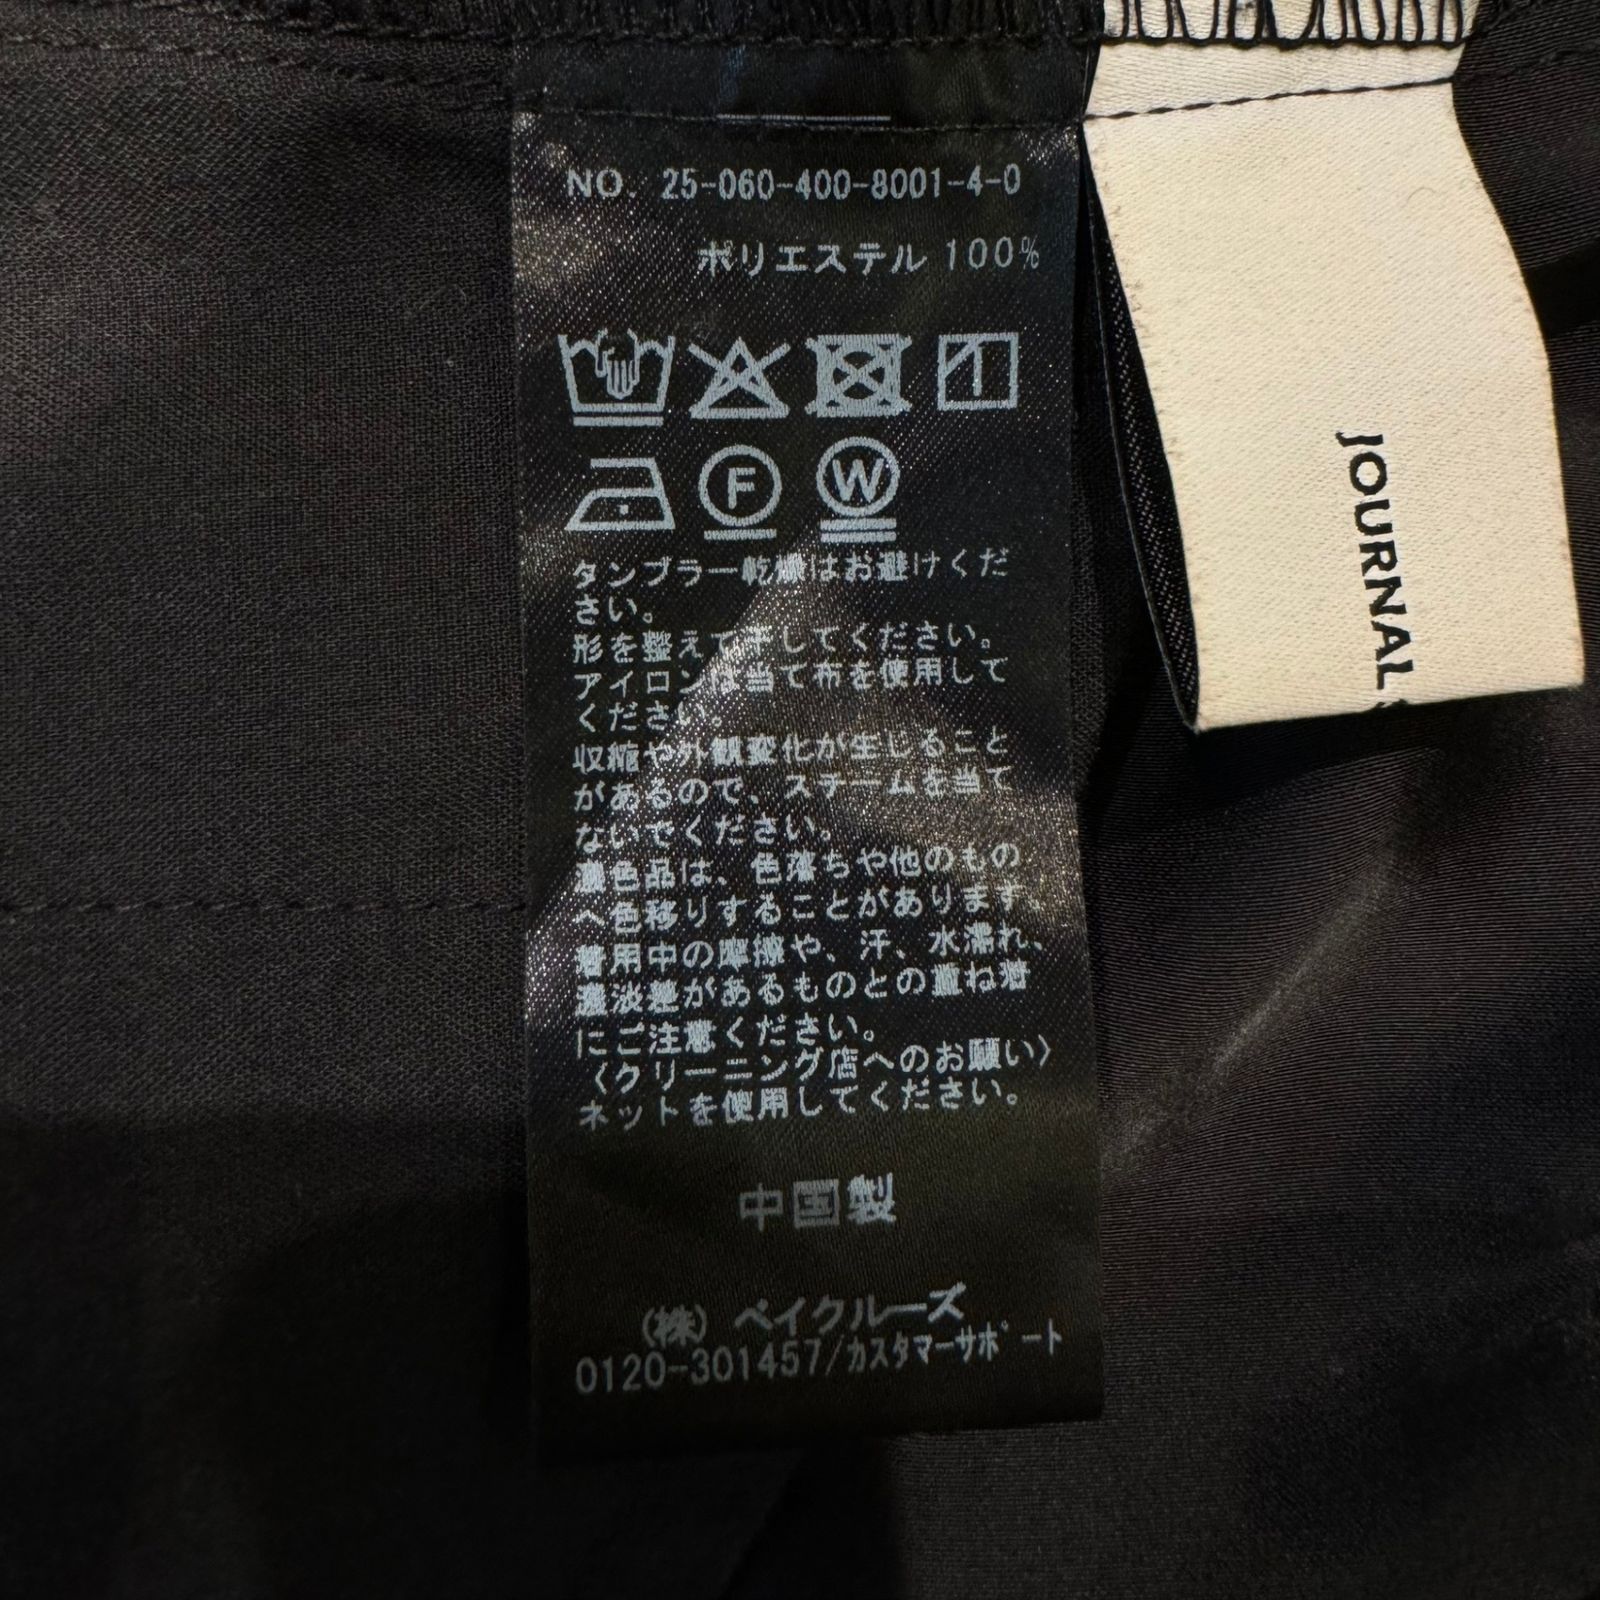 NO. 25-060-400-8001-4-0
ポリエステル 100%
F W
タンブラー乾燥はお避けくだ
さい。
形を整えて干してください。
アイロンは当て布を使用して
ください。
収縮や外観変化が生じること
があるので、スチームを当て
ないでください。
濃色品は、色落ちや他のもの
へ色移りすることがあります。
着用中の摩擦や、汗、水濡れ、
濃淡差があるものとの重ね着
にご注意ください。
〈クリーニング店へのお願い〉
ネットを使用してください。
中国製
(株) ベイクルーズ
0120-301457/カスタマーサポート
JOURNAL